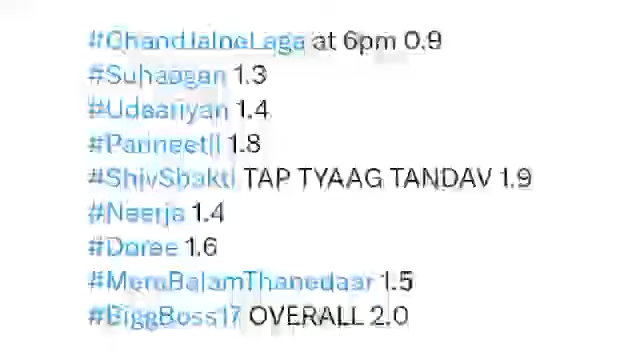 #ChandJalneLaga at 6pm 0.9
#Suhaagan 1.3
#Udaariyan 1.4
#Parineetii 1.8
#ShivShakti TAP TYAAG TANDAV 1.9
#Neerja 1.4
#Doree 1.6
#MeraBalamThanedaar 1.5
#BiggBoss17 OVERALL 2.0